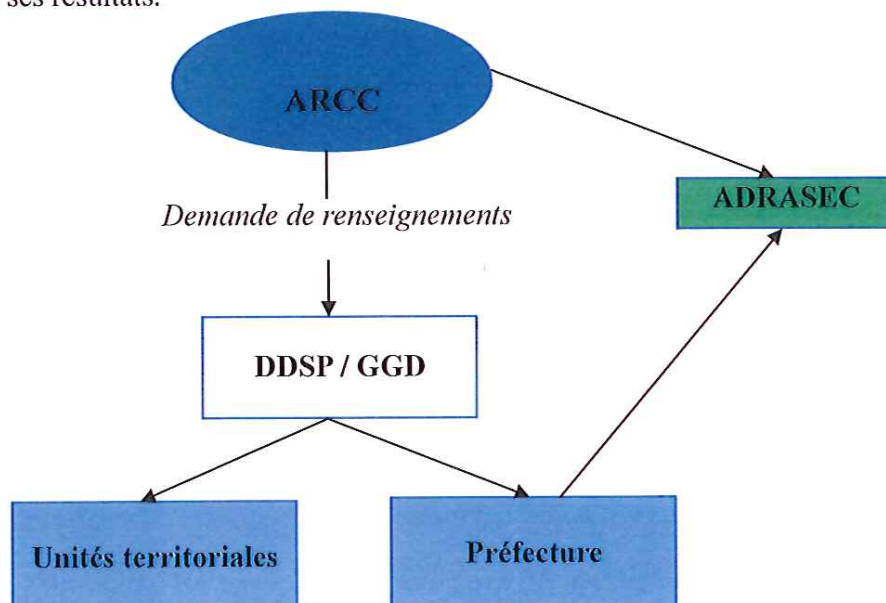 ses résultats.
ARCC
ADRASEC
Demande de renseignements
DDSP / GGD
Unités territoriales
Préfecture